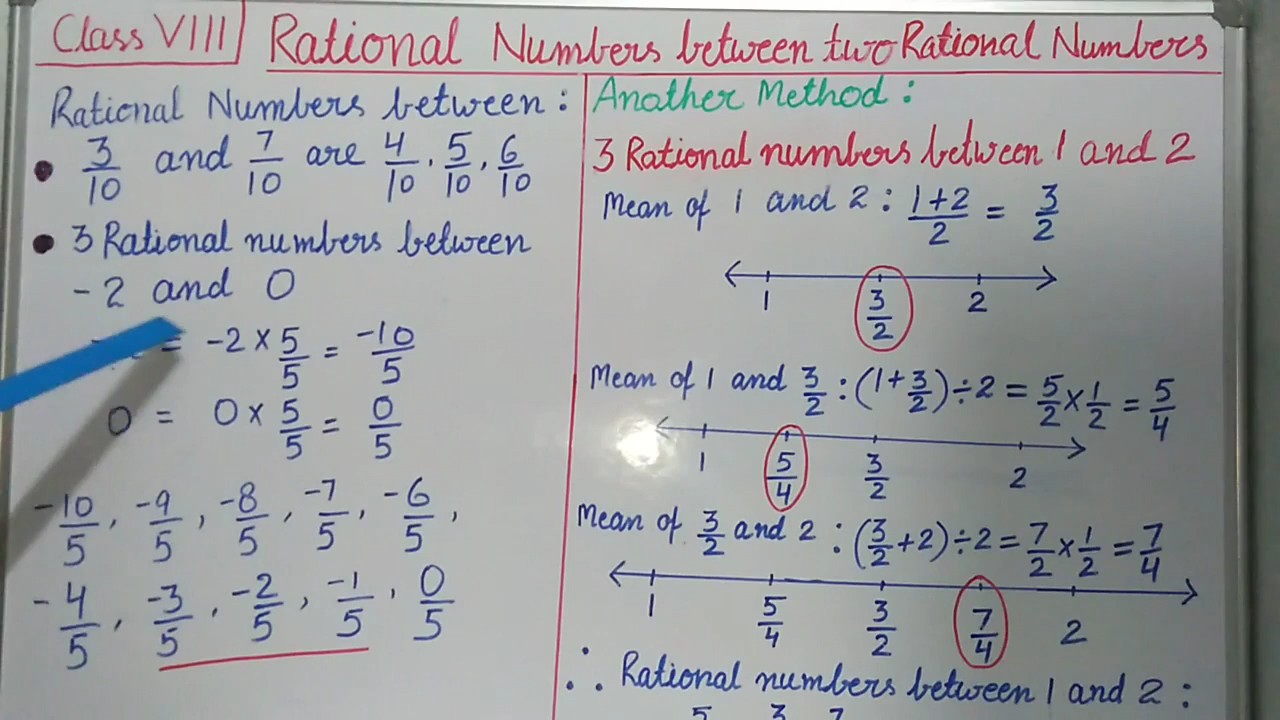 Class VIII Rational Numbers between two Rational Numbers
Rational Numbers between :
• 3/10 and 7/10 are 4/10, 5/10, 6/10
• 3 Rational numbers between
-2 and 0
= -2 × 5/5 = -10/5
0 = 0 × 5/5 = 0/5
-10/5, -9/5, -8/5, -7/5, -6/5,
-4/5, -3/5, -2/5, -1/5, 0/5
Anather Method :
3 Rational numbers between 1 and 2
Mean of 1 and 2 : 1+2/2 = 3/2
1 3/2 2
Mean of 1 and 3/2 : (1+3/2)÷2 = 5/2×1/2 = 5/4
1 5/4 3/2 2
Mean of 3/2 and 2 : (3/2+2)÷2 = 7/2×1/2 = 7/4
1 5/4 3/2 7/4 2
∴ Rational numbers between 1 and 2 :
5 3 7